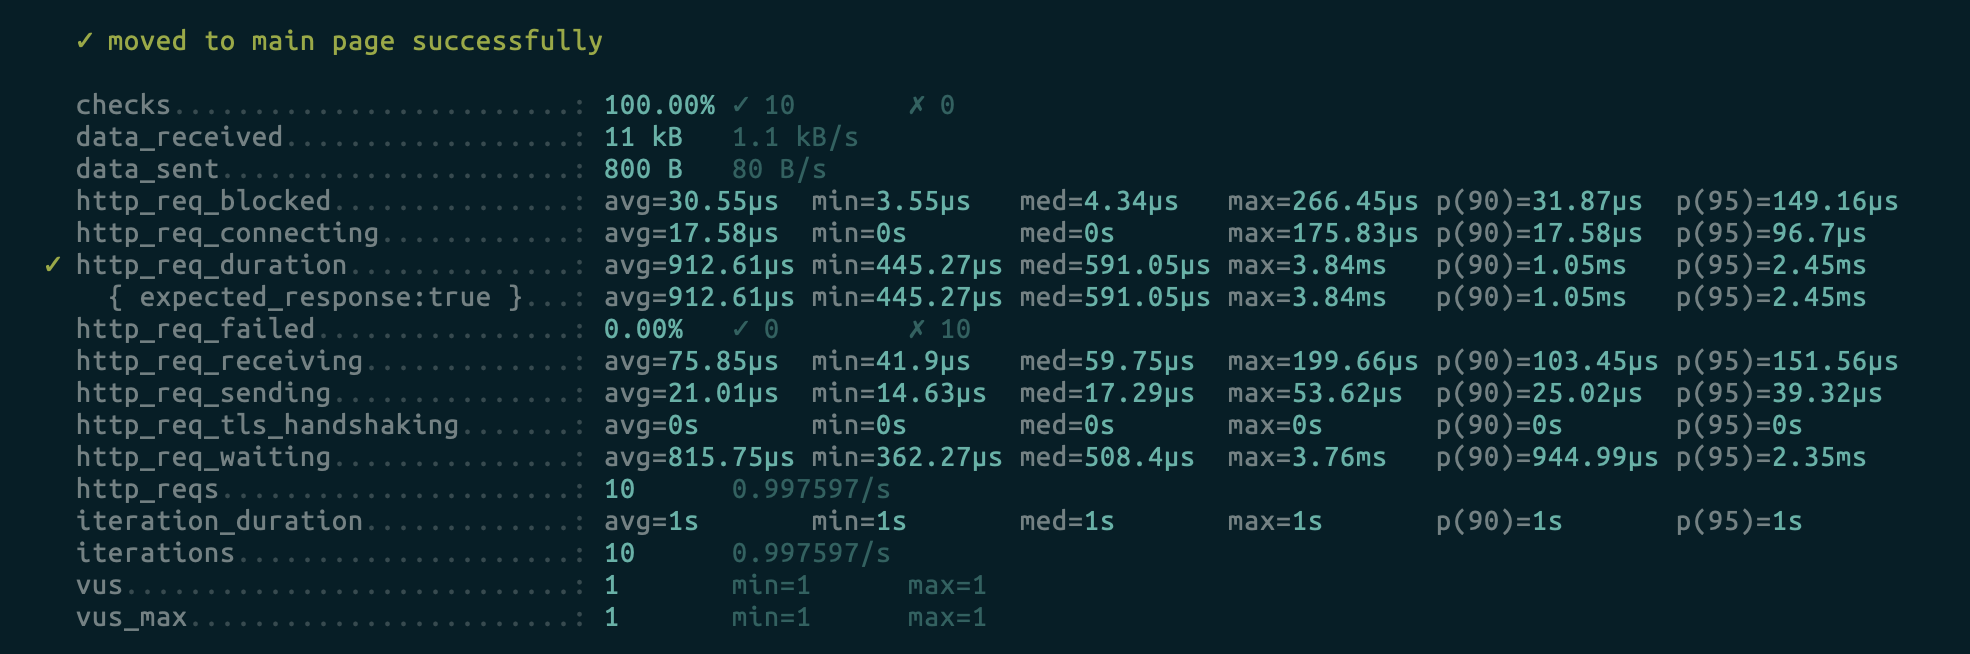 ✓ moved to main page successfully
checks.........................: 100.00% ✓ 10       ✗ 0
data_received..................: 11 kB   1.1 kB/s
data_sent......................: 800 B   80 B/s
http_req_blocked...............: avg=30.55µs  min=3.55µs   med=4.34µs   max=266.45µs p(90)=31.87µs  p(95)=149.16µs
http_req_connecting............: avg=17.58µs  min=0s       med=0s       max=175.83µs p(90)=17.58µs  p(95)=96.7µs
✓ http_req_duration..............: avg=912.61µs min=445.27µs med=591.05µs max=3.84ms   p(90)=1.05ms   p(95)=2.45ms
{ expected_response:true }...: avg=912.61µs min=445.27µs med=591.05µs max=3.84ms   p(90)=1.05ms   p(95)=2.45ms
http_req_failed................: 0.00%   ✓ 0        ✗ 10
http_req_receiving.............: avg=75.85µs  min=41.9µs   med=59.75µs  max=199.66µs p(90)=103.45µs p(95)=151.56µs
http_req_sending...............: avg=21.01µs  min=14.63µs  med=17.29µs  max=53.62µs  p(90)=25.02µs  p(95)=39.32µs
http_req_tls_handshaking.......: avg=0s       min=0s       med=0s       max=0s       p(90)=0s       p(95)=0s
http_req_waiting...............: avg=815.75µs min=362.27µs med=508.4µs  max=3.76ms   p(90)=944.99µs p(95)=2.35ms
http_reqs......................: 10      0.997597/s
iteration_duration.............: avg=1s       min=1s       med=1s       max=1s       p(90)=1s       p(95)=1s
iterations.....................: 10      0.997597/s
vus............................: 1       min=1      max=1
vus_max........................: 1       min=1      max=1